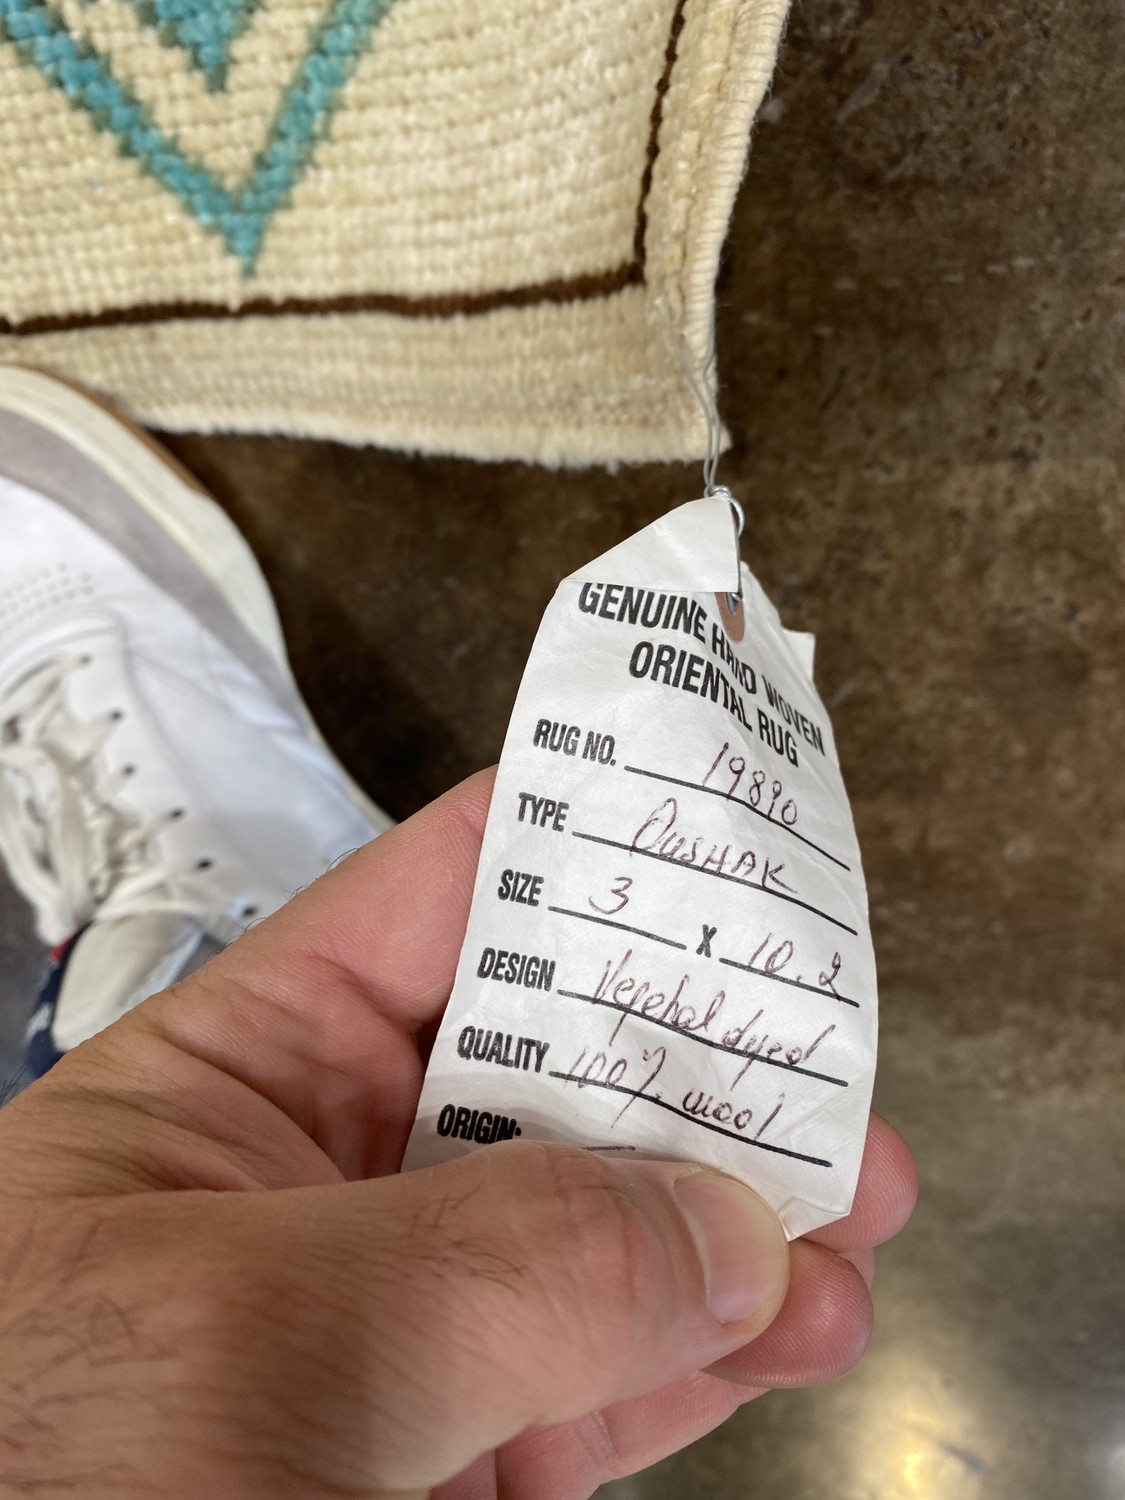 GENUINE HAND WOVEN
ORIENTAL RUG
RUG NO. 19890
TYPE OUSHAK
SIZE 3 X 10.2
DESIGN Vegetal dyed
QUALITY 100% wool
ORIGIN: